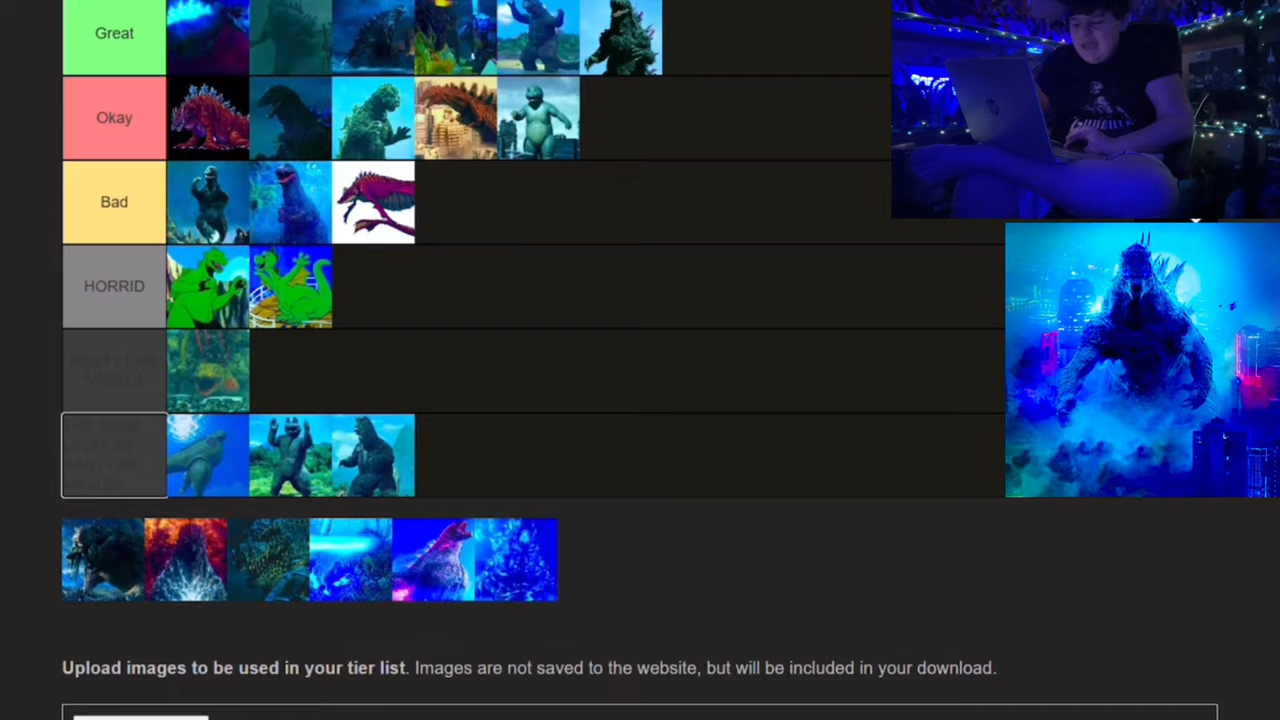 Great
Okay
Bad
HORRID
Upload images to be used in your tier list. Images are not saved to the website, but will be included in your download.